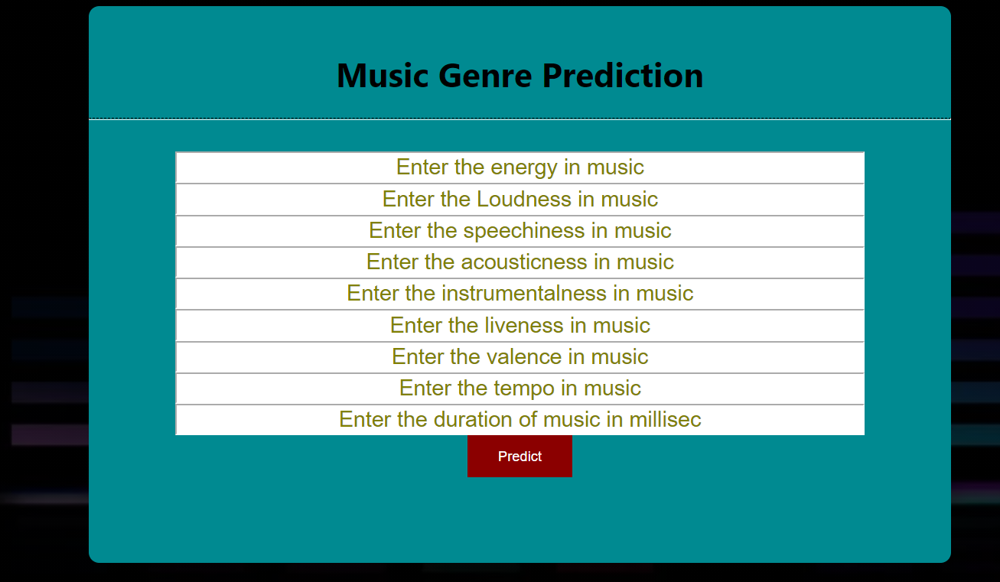 Music Genre Prediction
Enter the energy in music
Enter the Loudness in music
Enter the speechiness in music
Enter the acousticness in music
Enter the instrumentalness in music
Enter the liveness in music
Enter the valence in music
Enter the tempo in music
Enter the duration of music in millisec
Predict